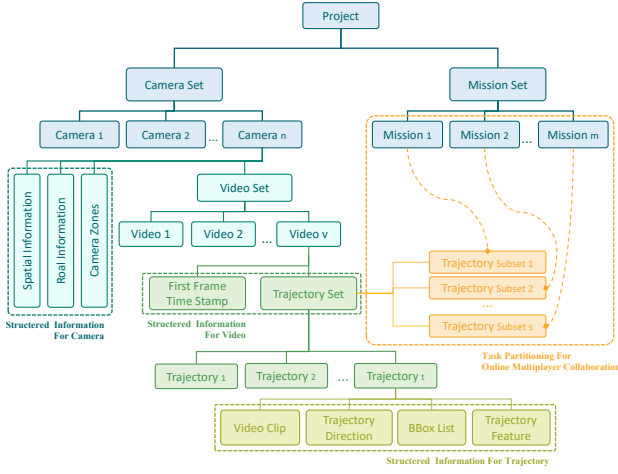 Project
Camera Set
Mission Set
Camera 1
Camera 2
...
Camera n
Mission 1
Mission 2
...
Mission m
Spatial Information
Roal Information
Camera Zones
Structered Information
For Camera
Video Set
Video 1
Video 2
...
Video v
First Frame
Time Stamp
Trajectory Set
Structered Information
For Video
Trajectory Subset 1
Trajectory Subset 2
...
Trajectory Subset s
Task Partitioning For
Online Multiplayer Collaboration
Trajectory 1
Trajectory 2
...
Trajectory t
Video Clip
Trajectory
Direction
BBox List
Trajectory
Feature
Structered Information For Trajectory